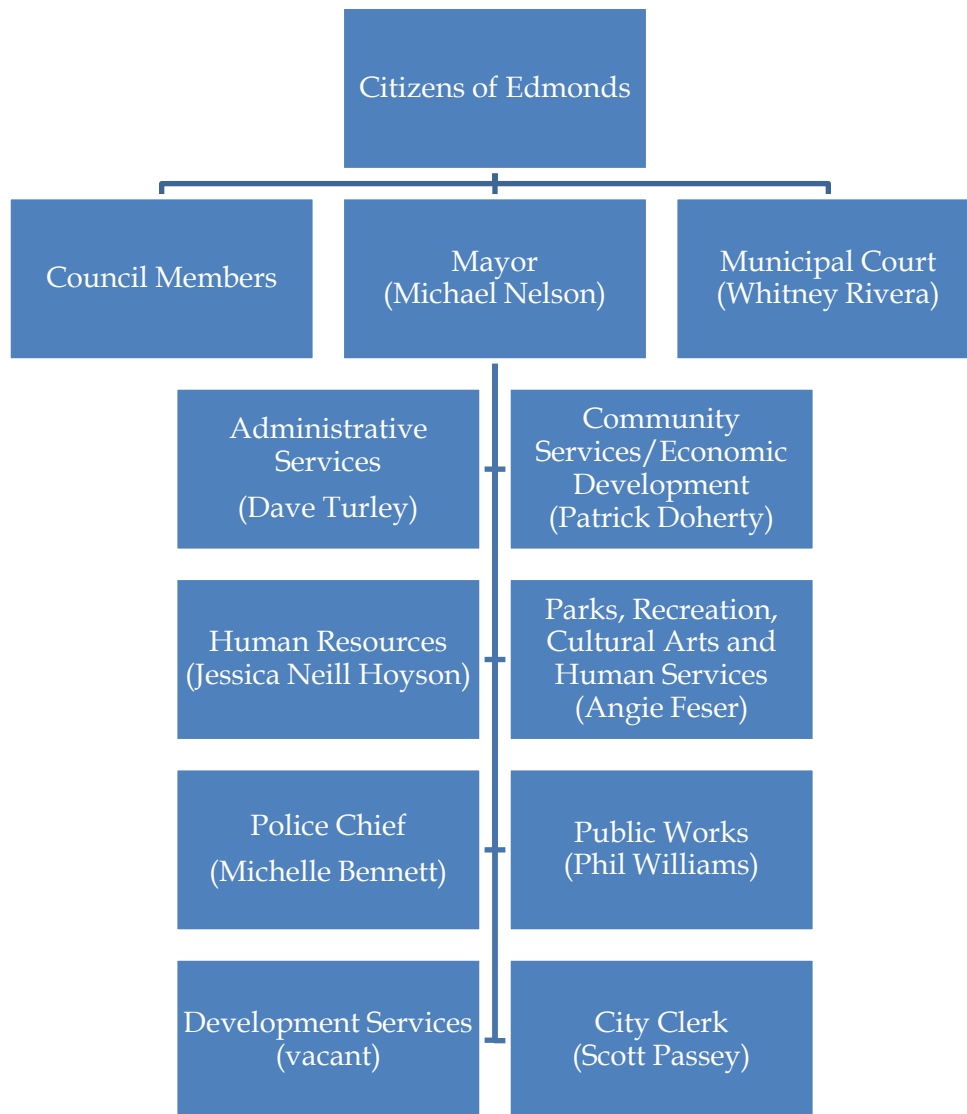 Citizens of Edmonds
Council Members
Mayor
(Michael Nelson)
Municipal Court
(Whitney Rivera)
Administrative
Services
(Dave Turley)
Community
Services/Economic
Development
(Patrick Doherty)
Human Resources
(Jessica Neill Hoyson)
Parks, Recreation,
Cultural Arts and
Human Services
(Angie Feser)
Police Chief
(Michelle Bennett)
Public Works
(Phil Williams)
Development Services
(vacant)
City Clerk
(Scott Passey)